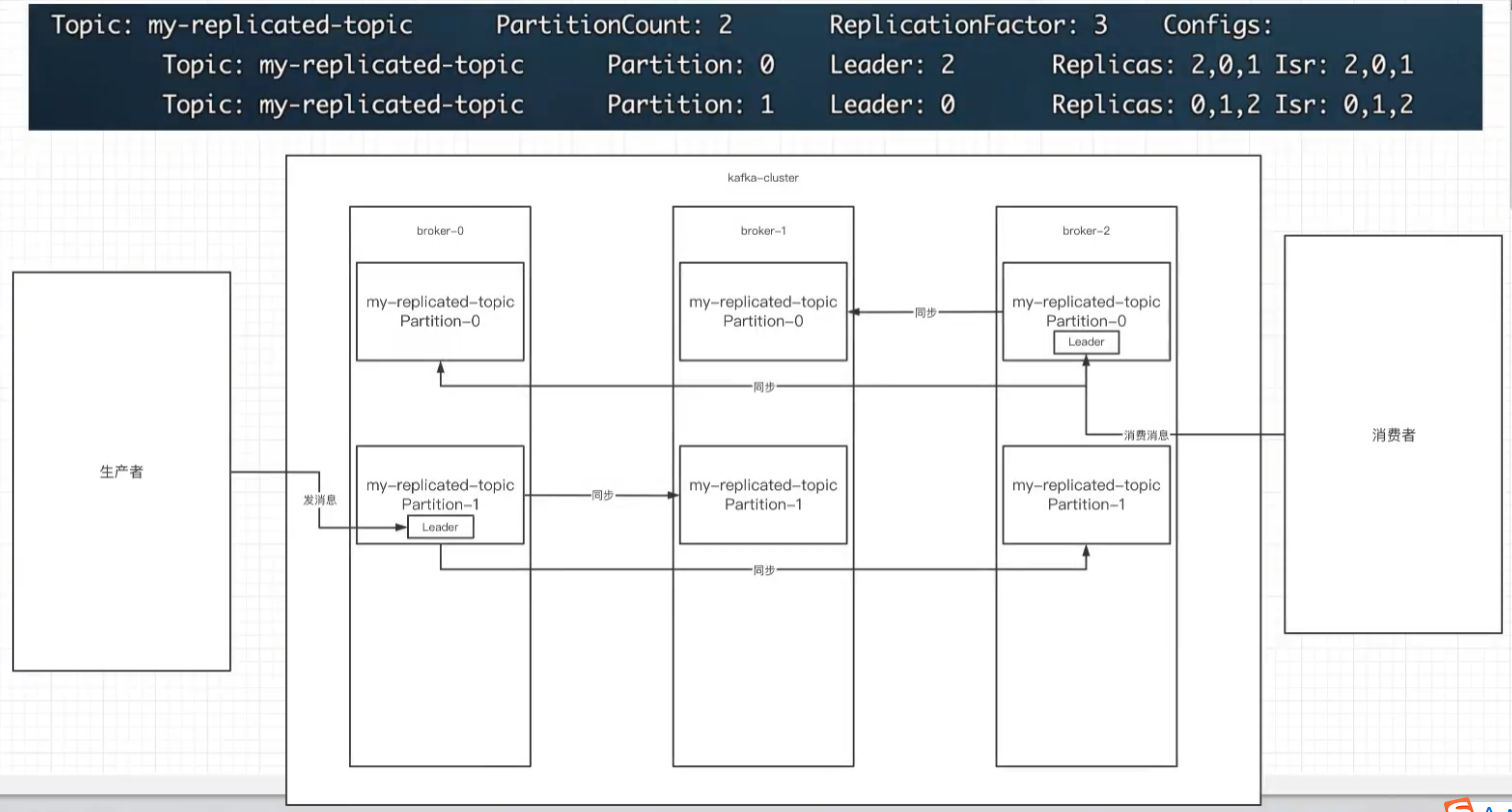 Topic: my-replicated-topic PartitionCount: 2 ReplicationFactor: 3 Configs:
Topic: my-replicated-topic Partition: 0 Leader: 2 Replicas: 2,0,1 Isr: 2,0,1
Topic: my-replicated-topic Partition: 1 Leader: 0 Replicas: 0,1,2 Isr: 0,1,2
kafka-cluster
broker-0
broker-1
broker-2
my-replicated-topic
Partition-0
my-replicated-topic
Partition-0
同步
my-replicated-topic
Partition-0
Leader
同步
消费消息
消费者
生产者
发消息
my-replicated-topic
Partition-1
Leader
同步
my-replicated-topic
Partition-1
my-replicated-topic
Partition-1
同步